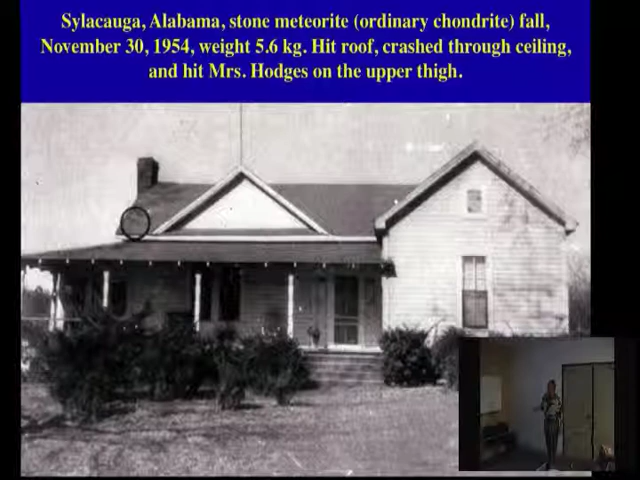 Sylacauga, Alabama, stone meteorite (ordinary chondrite) fall,
November 30, 1954, weight 5.6 kg. Hit roof, crashed through ceiling,
and hit Mrs. Hodges on the upper thigh.